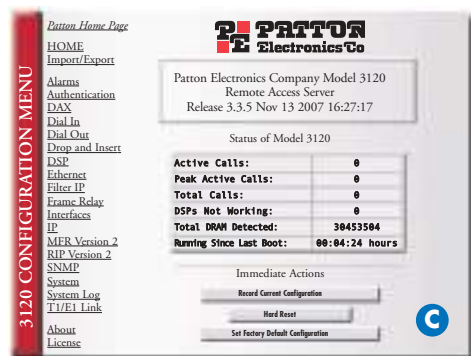 3120 CONFIGURATION MENU
Patton Home Page
HOME
Import/Export
Alarms
Authentication
DAX
Dial In
Dial Out
Drop and Insert
DSP
Ethernet
Filter IP
Frame Relay
Interfaces
IP
MFR Version 2
RIP Version 2
SNMP
System
System Log
T1/E1 Link
About
License
PE PATTON
Electronics Co
Patton Electronics Company Model 3120
Remote Access
Server
Release 3.3.5 Nov 13 2007 16:27:17
Status of Model
3120
Active Calls: 0
Peak Active Calls: 0
Total Calls: 0
DSPs Not Working: 0
Total DRAM Detected: 30453504
Running Since Last Boot: 00:04:24 hours
Immediate Actions
Record Current Configuration
Hard Reset
Set Factory Default Configuration
C